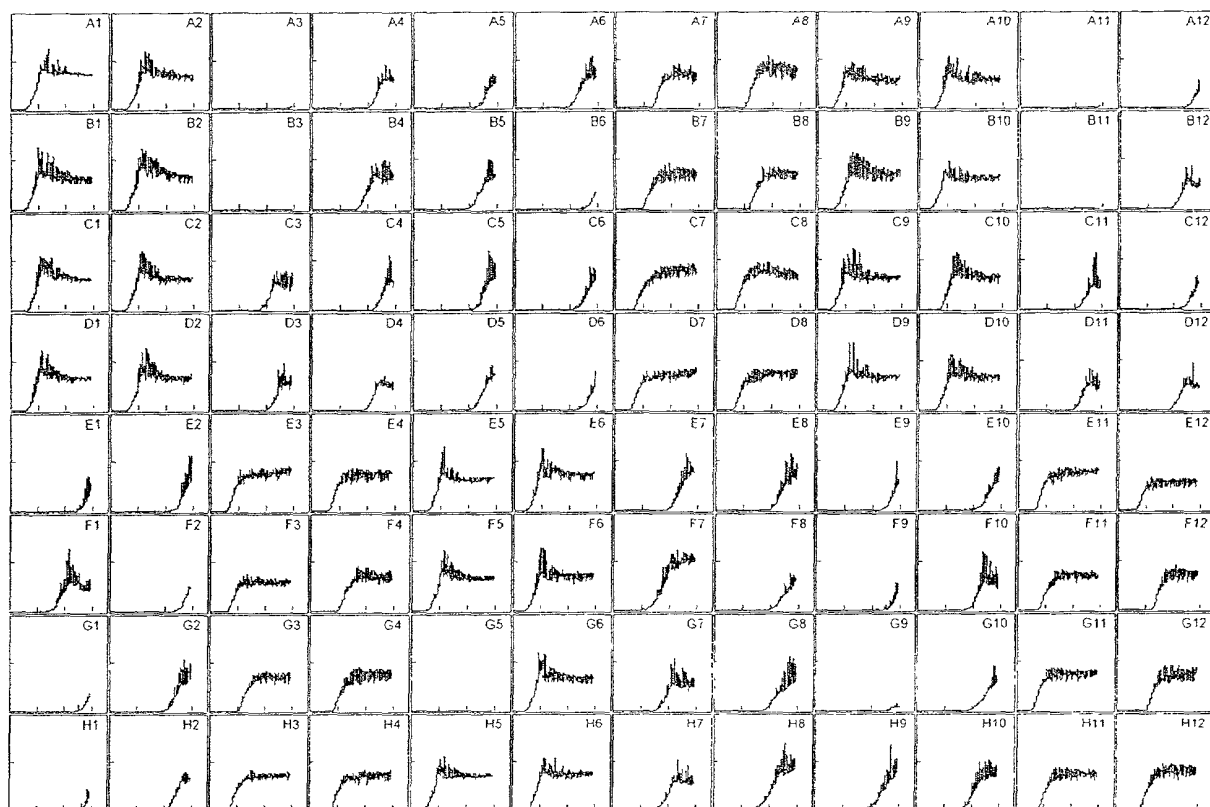 A1 A2 A3 A4 A5 A6 A7 A8 A9 A10 A11 A12
B1 B2 B3 B4 B5 B6 B7 B8 B9 B10 B11 B12
C1 C2 C3 C4 C5 C6 C7 C8 C9 C10 C11 C12
D1 D2 D3 D4 D5 D6 D7 D8 D9 D10 D11 D12
E1 E2 E3 E4 E5 E6 E7 E8 E9 E10 E11 E12
F1 F2 F3 F4 F5 F6 F7 F8 F9 F10 F11 F12
G1 G2 G3 G4 G5 G6 G7 G8 G9 G10 G11 G12
H1 H2 H3 H4 H5 H6 H7 H8 H9 H10 H11 H12